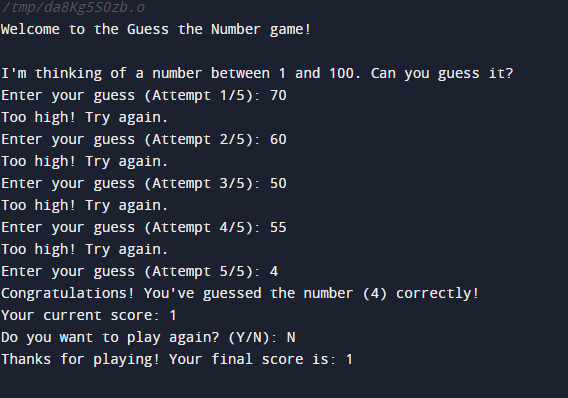 /tmp/da8Kg5S0zb.o
Welcome to the Guess the Number game!
I'm thinking of a number between 1 and 100. Can you guess it?
Enter your guess (Attempt 1/5): 70
Too high! Try again.
Enter your guess (Attempt 2/5): 60
Too high! Try again.
Enter your guess (Attempt 3/5): 50
Too high! Try again.
Enter your guess (Attempt 4/5): 55
Too high! Try again.
Enter your guess (Attempt 5/5): 4
Congratulations! You've guessed the number (4) correctly!
Your current score: 1
Do you want to play again? (Y/N): N
Thanks for playing! Your final score is: 1